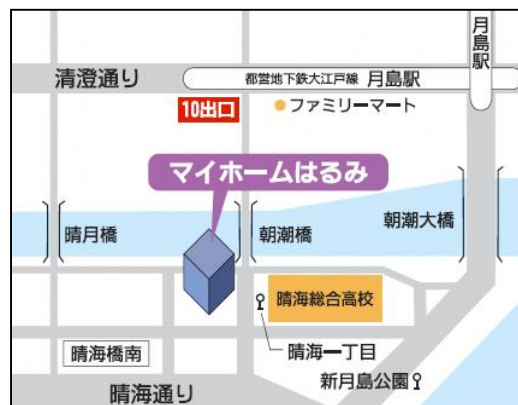 月島駅
清澄通り
都営地下鉄大江戸線 月島駅
10出口
ファミリーマート
マイホームはるみ
晴月橋
朝潮橋
朝潮大橋
晴海総合高校
晴海橋南
晴海一丁目
新月島公園
晴海通り